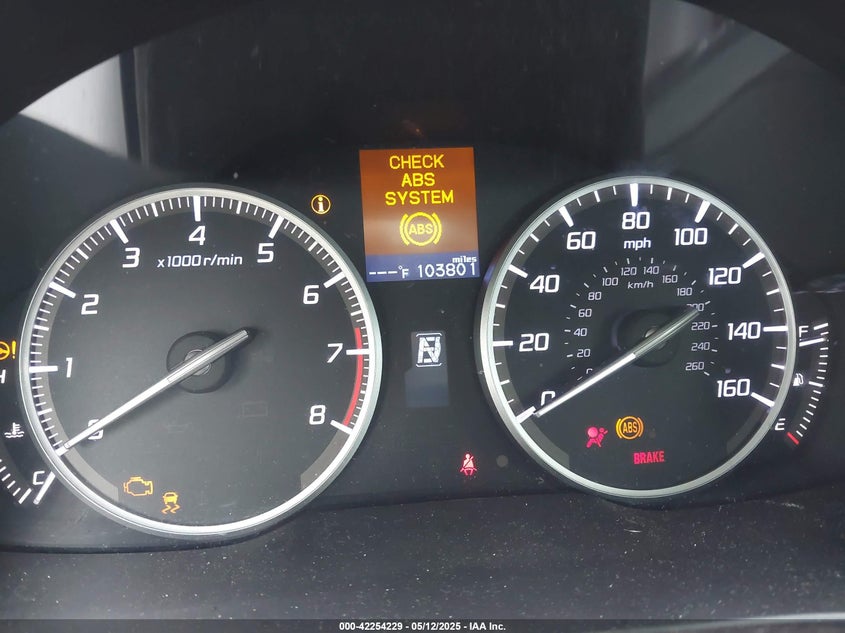 CHECK
ABS
SYSTEM
(ABS)
miles
---°F 103801
0
1
2
3
4
5
6
7
8
x1000 r/min
0
20
40
60
80
100
120
140
160
mph
0
20
40
60
80
100
120
140
160
180
200
220
240
260
km/h
N
i
!
H
C
F
E
ABS
BRAKE
000-42254229 - 05/12/2025 - IAA Inc.